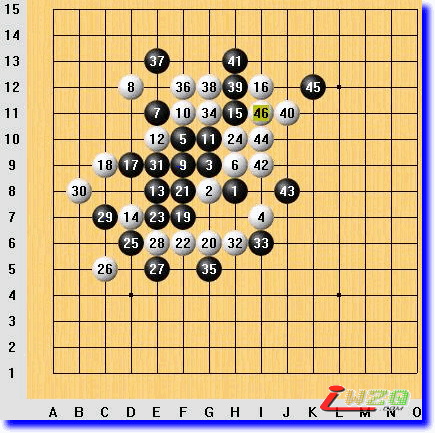 15
14
13 37 41
12 8 36 38 39 16 45
11 7 10 34 15 46 40
10 12 5 11 24 44
9 18 17 31 9 3 6 42
8 30 13 21 2 1 43
7 29 14 23 19 4
6 25 28 22 20 32 33
5 26 27 35
4
3
2
1
iWZQ
.COM
A B C D E F G H I J K L M N O